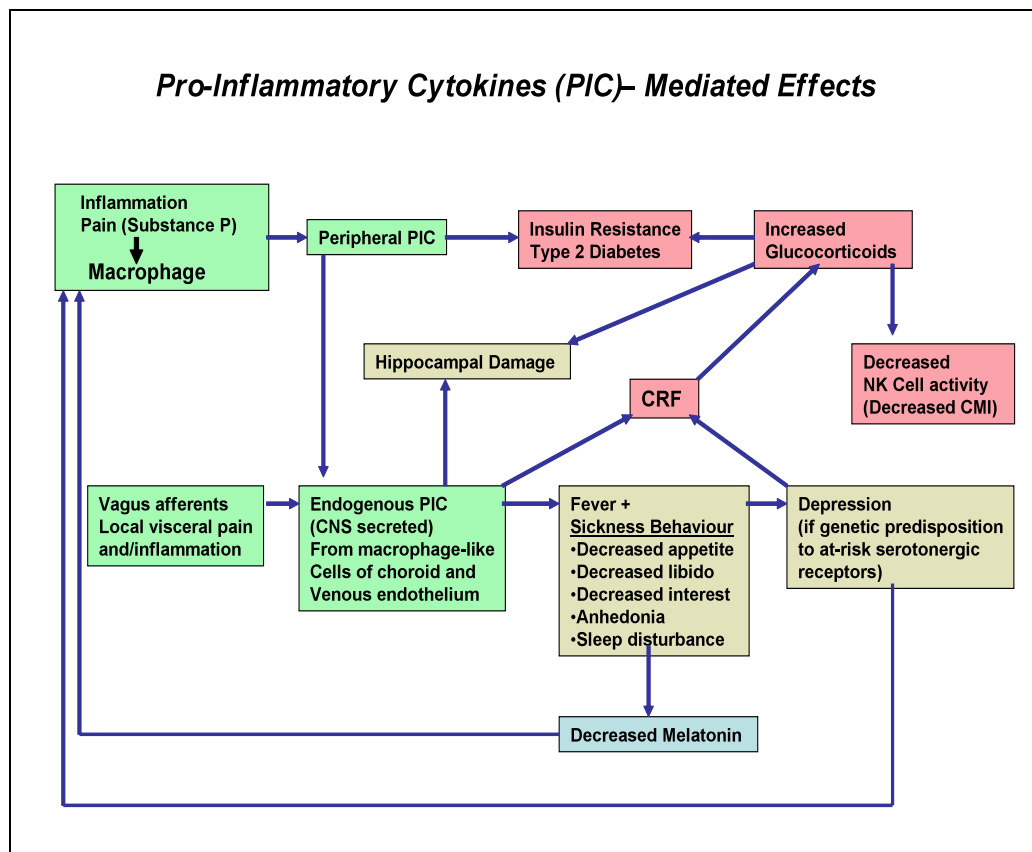 Pro-Inflammatory Cytokines (PIC)– Mediated Effects
Inflammation
Pain (Substance P)
Macrophage
Peripheral PIC
Insulin Resistance
Type 2 Diabetes
Increased
Glucocorticoids
Hippocampal Damage
CRF
Decreased
NK Cell activity
(Decreased CMI)
Vagus afferents
Local visceral pain
and/inflammation
Endogenous PIC
(CNS secreted)
From macrophage-like
Cells of choroid and
Venous endothelium
Fever +
Sickness Behaviour
•Decreased appetite
•Decreased libido
•Decreased interest
•Anhedonia
•Sleep disturbance
Depression
(if genetic predisposition
to at-risk serotonergic
receptors)
Decreased Melatonin